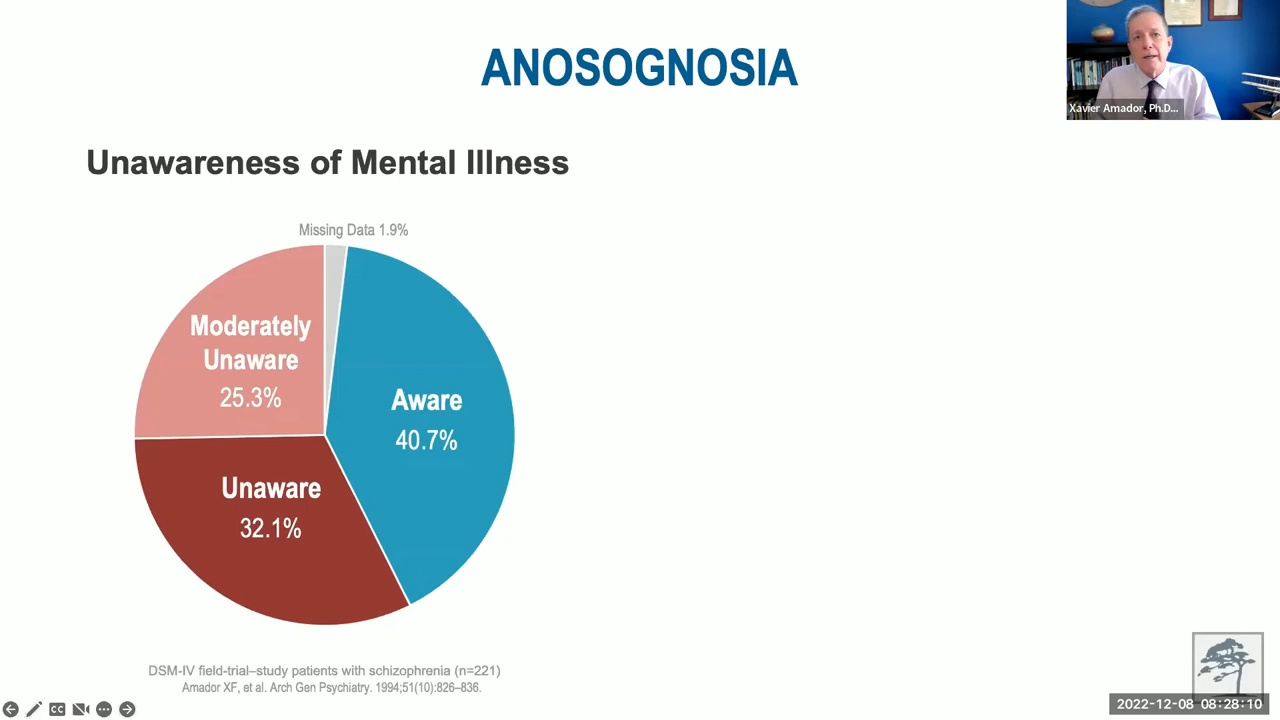 ANOSOGNOSIA
Xavier Amador, Ph.D...
Unawareness of Mental Illness
Missing Data 1.9%
Moderately
Unaware
25.3%
Aware
40.7%
Unaware
32.1%
DSM-IV field-trial–study patients with schizophrenia (n=221)
Amador XF, et al. Arch Gen Psychiatry. 1994;51(10):826–836.
CC
2022-12-08 08:28:10